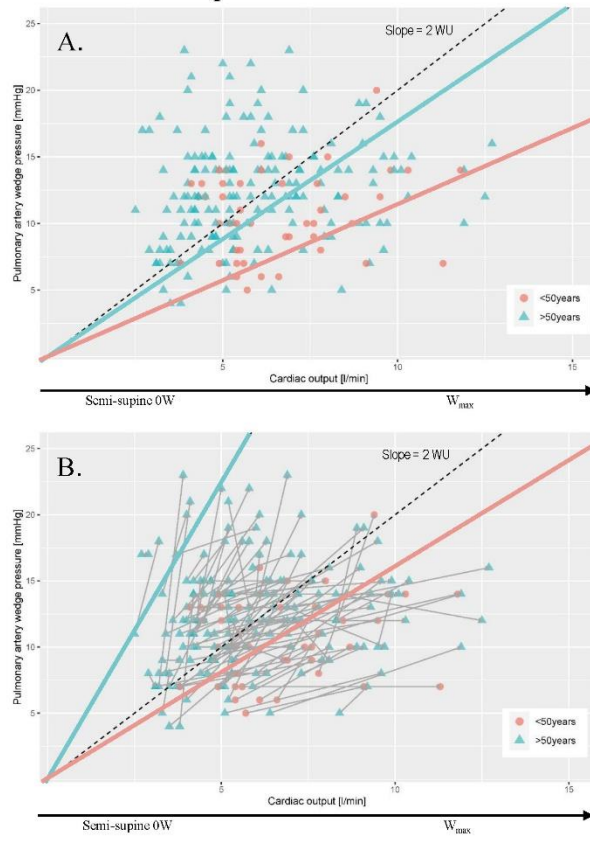 A.
Slope = 2 WU
25
20
15
10
5
Pulmonary artery wedge pressure [mmHg]
<50years
>50years
5
10
15
Cardiac output [l/min]
Semi-supine 0W
Wmax
B.
Slope = 2 WU
25
20
15
10
5
Pulmonary artery wedge pressure [mmHg]
<50years
>50years
5
10
15
Cardiac output [l/min]
Semi-supine 0W
Wmax